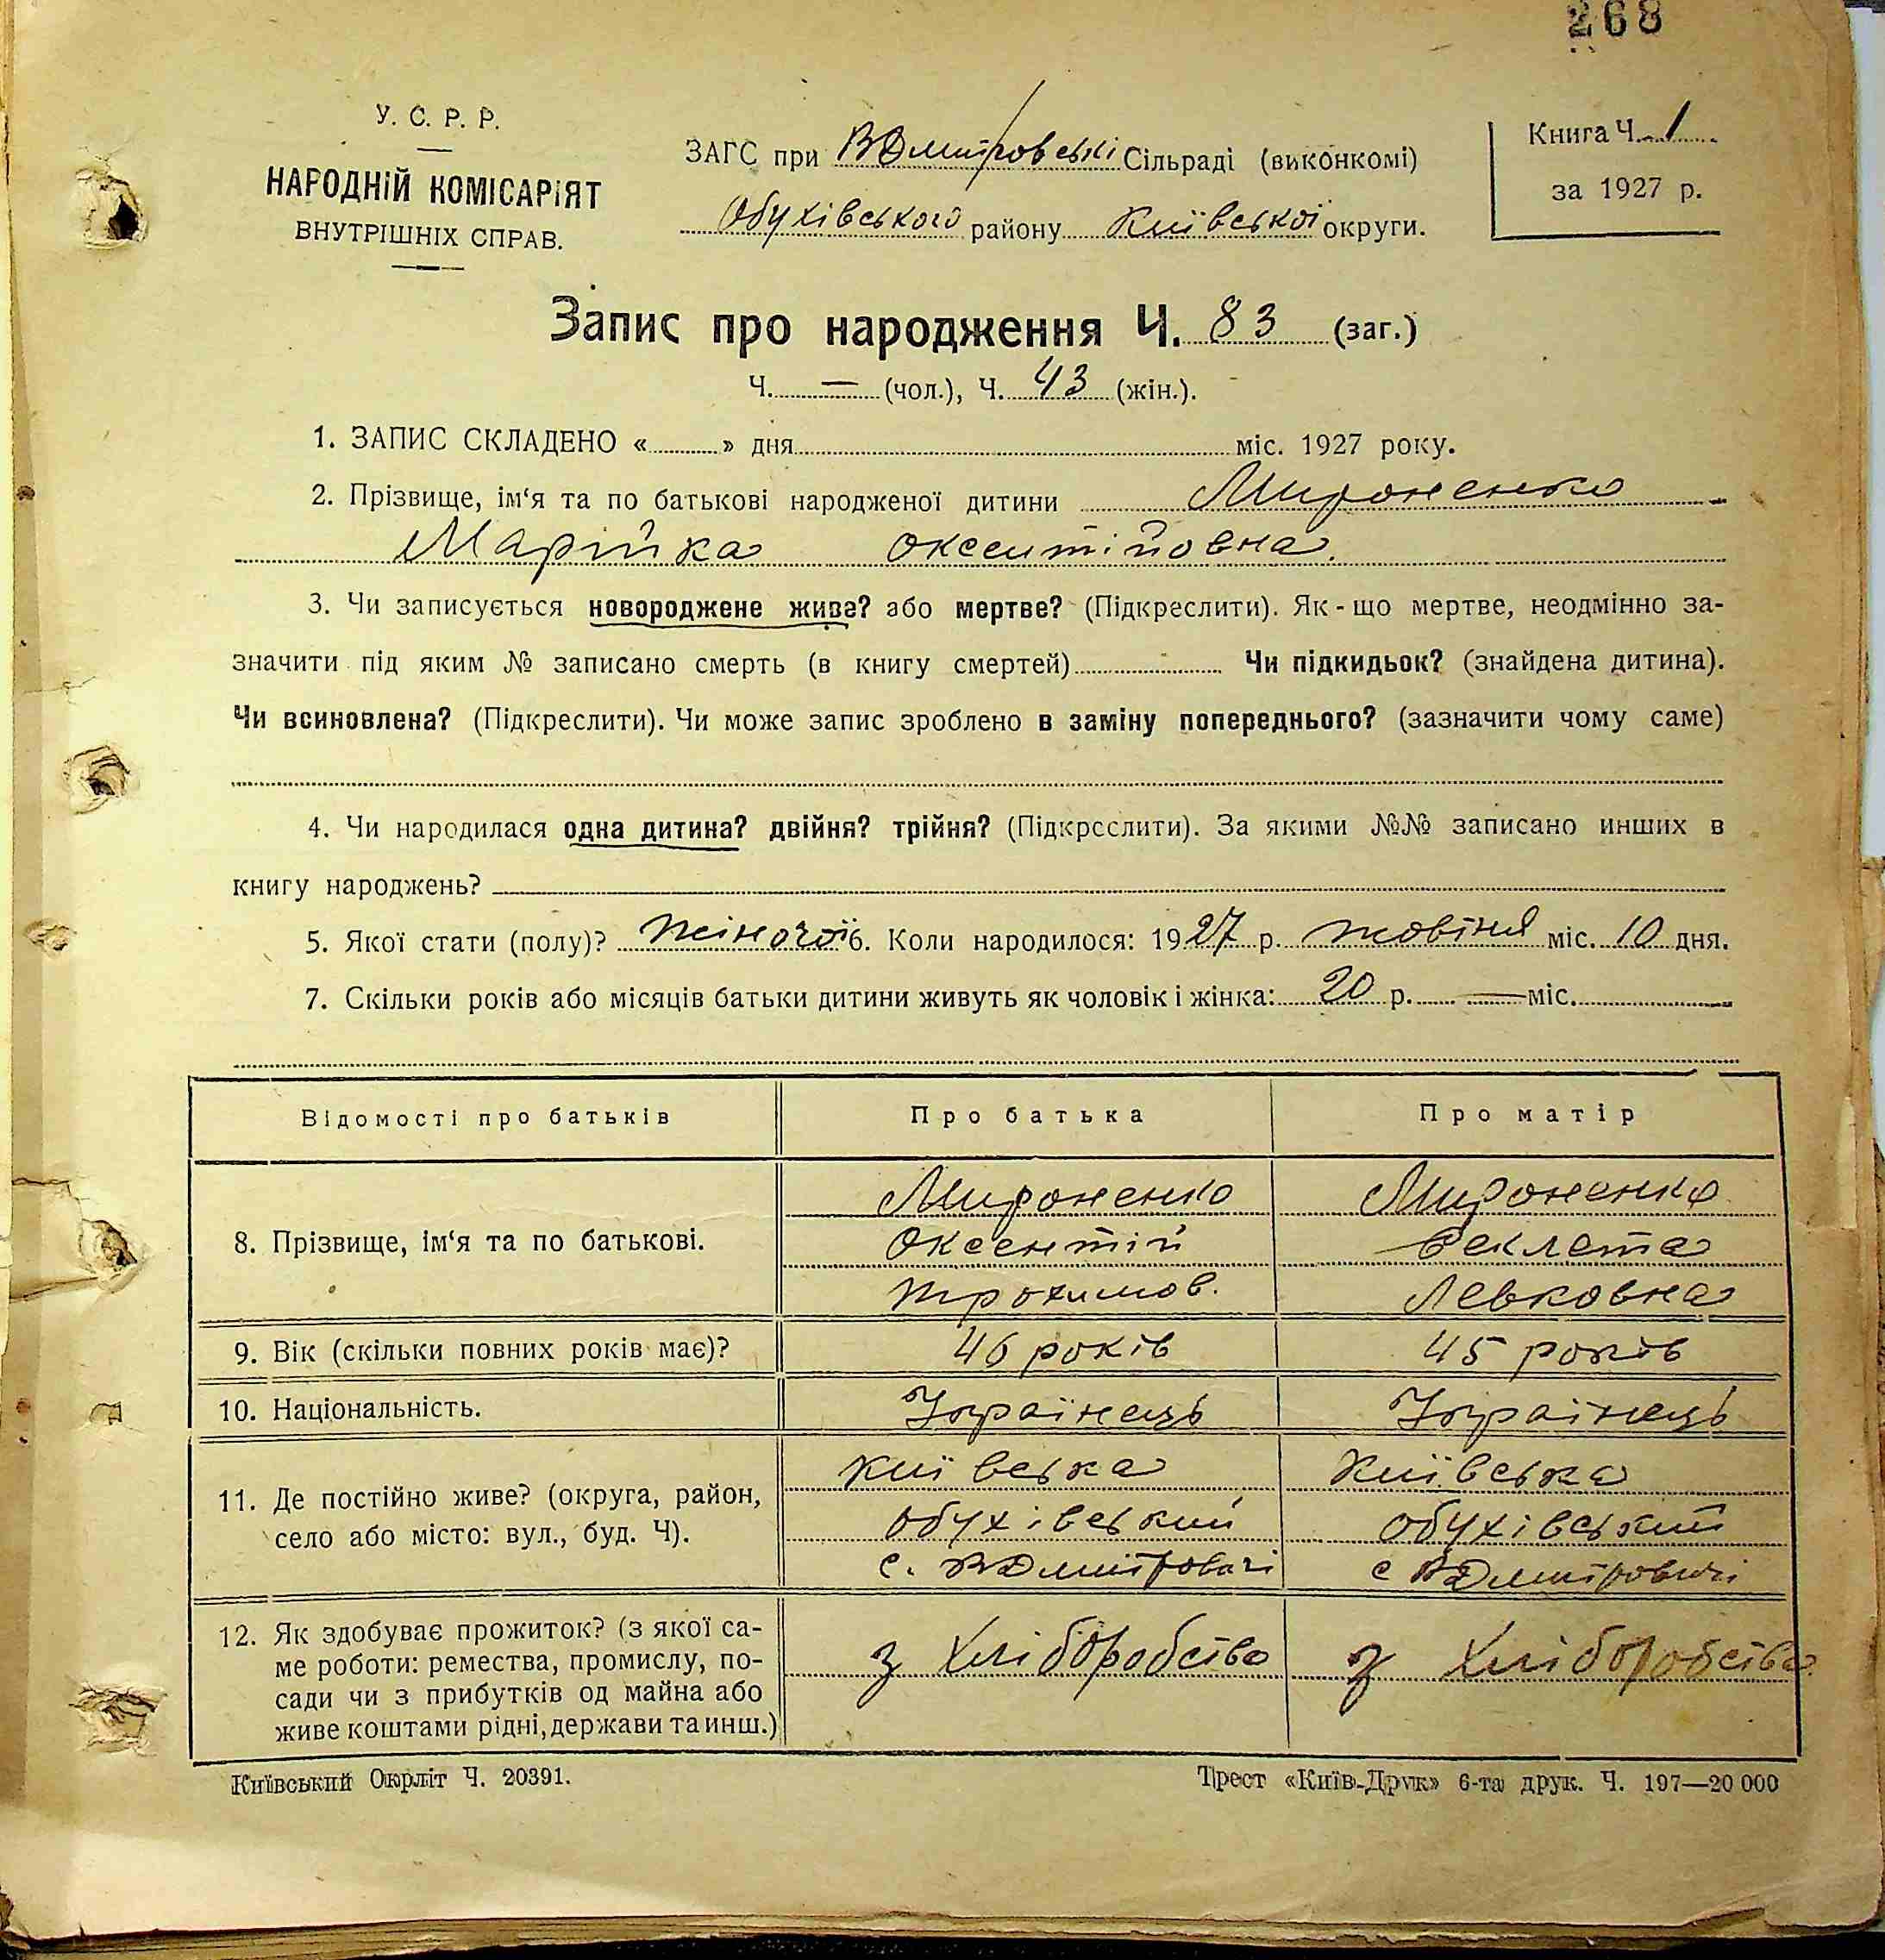 268
У. С. Р. Р.
НАРОДНІЙ КОМІСАРІЯТ
ВНУТРІШНІХ СПРАВ.
ЗАГС при ВДмитровські Сільраді (виконкомі)
Обухівського району Київської округи.
Книга Ч. 1
за 1927 р.
Запис про народження Ч. 83 (заг.)
Ч. — (чол.), Ч. 43 (жін.).
1. ЗАПИС СКЛАДЕНО «......» дня ...... міс. 1927 року.
2. Прізвище, ім‘я та по батькові народженої дитини Мироненко
Марійка Оксентійовна.
3. Чи записується новороджене живе? або мертве? (Підкреслити). Як-що мертве, неодмінно за-
значити під яким № записано смерть (в книгу смертей) ...... Чи підкидьок? (знайдена дитина).
Чи всиновлена? (Підкреслити). Чи може запис зроблено в заміну попереднього? (зазначити чому саме)
4. Чи народилася одна дитина? двійня? трійня? (Підкреслити). За якими №№ записано инших в
книгу народжень?
5. Якої стати (полу)? жіночої 6. Коли народилося: 1927 р. жовтня міс. 10 дня.
7. Скільки років або місяців батьки дитини живуть як чоловік і жінка: 20 р. — міс.
Відомості про батьків Про батька Про матір
8. Прізвище, ім‘я та по батькові.
Мироненко
Оксентій
Трохимов.
Мироненко
Феклета
Левковна
9. Вік (скільки повних років має)? 46 років 45 років
10. Національність. Українець Українець
11. Де постійно живе? (округа, район,
село або місто: вул., буд. Ч).
київська
обухівський
с. ВДмитровичі
Київська
обухівський
с ВДмитровичі
12. Як здобуває прожиток? (з якої са-
ме роботи: ремества, промислу, по-
сади чи з прибутків од майна або
живе коштами рідні, держави та инш.)
з хліборобства
з хліборобства
Київський Окрліт Ч. 20391.
Трест «Київ-Друк» 6-та друк. Ч. 197—20 000